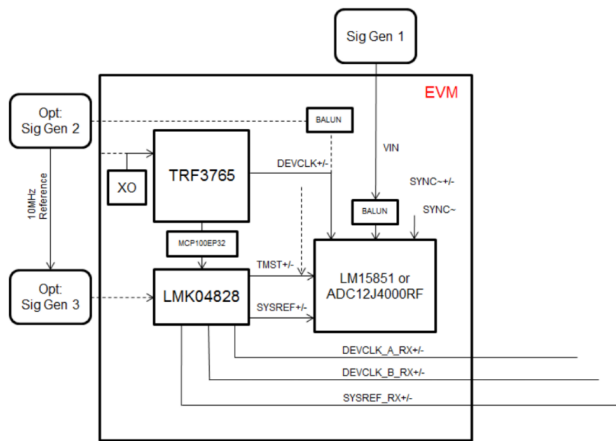 Sig Gen 1
EVM
Opt:
Sig Gen 2
BALUN
DEVCLK+/-
VIN
TRF3765
XO
SYNC~+/-
SYNC~
BALUN
10MHz
Reference
MCP100EP32
TMST+/-
LM15851 or
ADC12J4000RF
Opt:
Sig Gen 3
LMK04828
SYSREF+/-
DEVCLK_A_RX+/-
DEVCLK_B_RX+/-
SYSREF_RX+/-